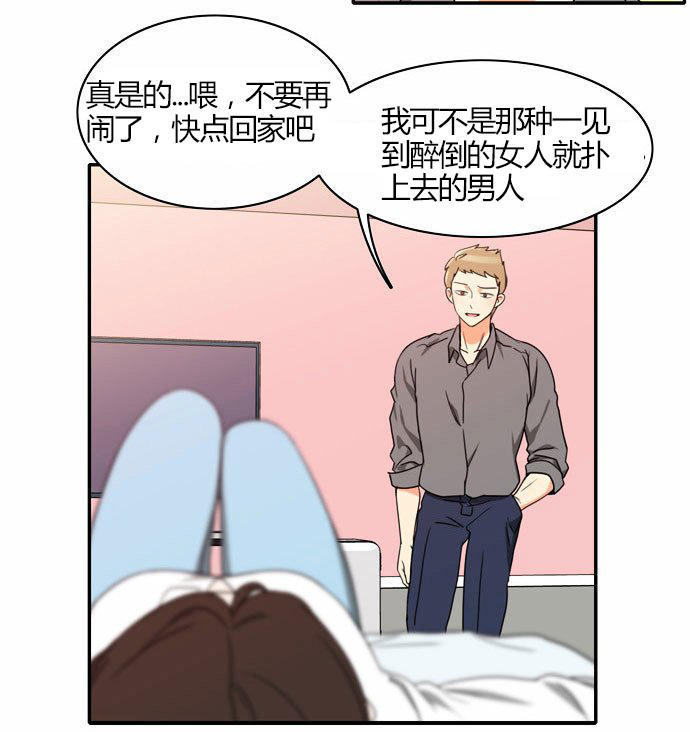 真是的...喂，不要再
闹了，快点回家吧
我可不是那种一见
到醉倒的女人就扑
上去的男人